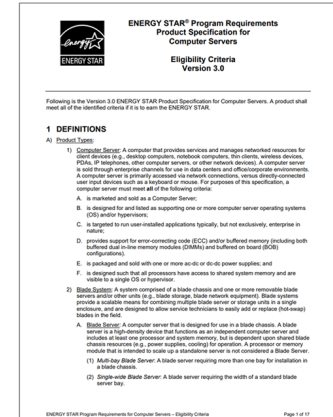 ENERGY STAR® Program Requirements
Product Specification for
Computer Servers
Eligibility Criteria
Version 3.0
energy
ENERGY STAR
Following is the Version 3.0 ENERGY STAR Product Specification for Computer Servers. A product shall
meet all of the identified criteria if it is to earn the ENERGY STAR.
1 DEFINITIONS
A) Product Types:
1) Computer Server: A computer that provides services and manages networked resources for
client devices (e.g., desktop computers, notebook computers, thin clients, wireless devices,
PDAs, IP telephones, other computer servers, or other network devices). A computer server
is sold through enterprise channels for use in data centers and office/corporate environments.
A computer server is primarily accessed via network connections, versus directly-connected
user input devices such as a keyboard or mouse. For purposes of this specification, a
computer server must meet all of the following criteria:
A. is marketed and sold as a Computer Server;
B. is designed for and listed as supporting one or more computer server operating systems
(OS) and/or hypervisors;
C. is targeted to run user-installed applications typically, but not exclusively, enterprise in
nature;
D. provides support for error-correcting code (ECC) and/or buffered memory (including both
buffered dual in-line memory modules (DIMMs) and buffered on board (BOB)
configurations).
E. is packaged and sold with one or more ac-dc or dc-dc power supplies; and
F. is designed such that all processors have access to shared system memory and are
visible to a single OS or hypervisor.
2) Blade System: A system comprised of a blade chassis and one or more removable blade
servers and/or other units (e.g., blade storage, blade network equipment). Blade systems
provide a scalable means for combining multiple blade server or storage units in a single
enclosure, and are designed to allow service technicians to easily add or replace (hot-swap)
blades in the field.
A. Blade Server: A computer server that is designed for use in a blade chassis. A blade
server is a high-density device that functions as an independent computer server and
includes at least one processor and system memory, but is dependent upon shared blade
chassis resources (e.g., power supplies, cooling) for operation. A processor or memory
module that is intended to scale up a standalone server is not considered a Blade Server.
(1) Multi-bay Blade Server: A blade server requiring more than one bay for installation in
a blade chassis.
(2) Single-wide Blade Server: A blade server requiring the width of a standard blade
server bay.
ENERGY STAR Program Requirements for Computer Servers – Eligibility Criteria Page 1 of 17